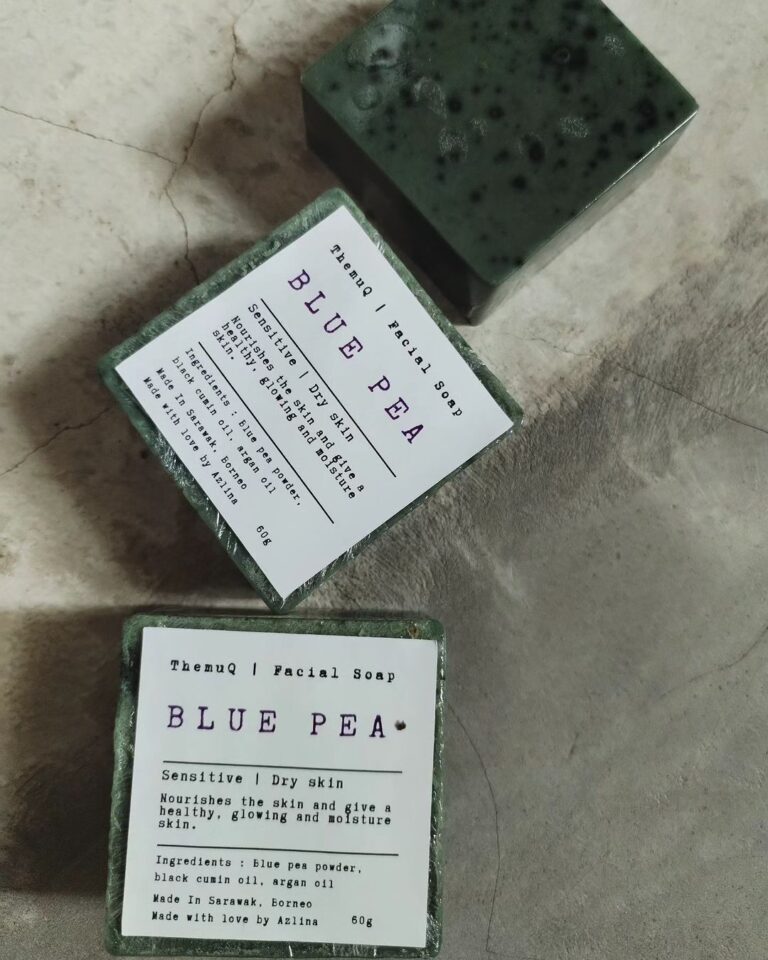 ThemuQ | Facial Soap
BLUE PEA
Sensitive | Dry skin
Nourishes the skin and give a
healthy, glowing and moisture
skin.
Ingredients : Blue pea powder,
black cumin oil, argan oil
Made In Sarawak, Borneo
Made with love by Azlina
60g
ThemuQ | Facial Soap
BLUE PEA
Sensitive | Dry skin
Nourishes the skin and give a
healthy, glowing and moisture
skin.
Ingredients : Blue pea powder,
black cumin oil, argan oil
Made In Sarawak, Borneo
Made with love by Azlina 60g